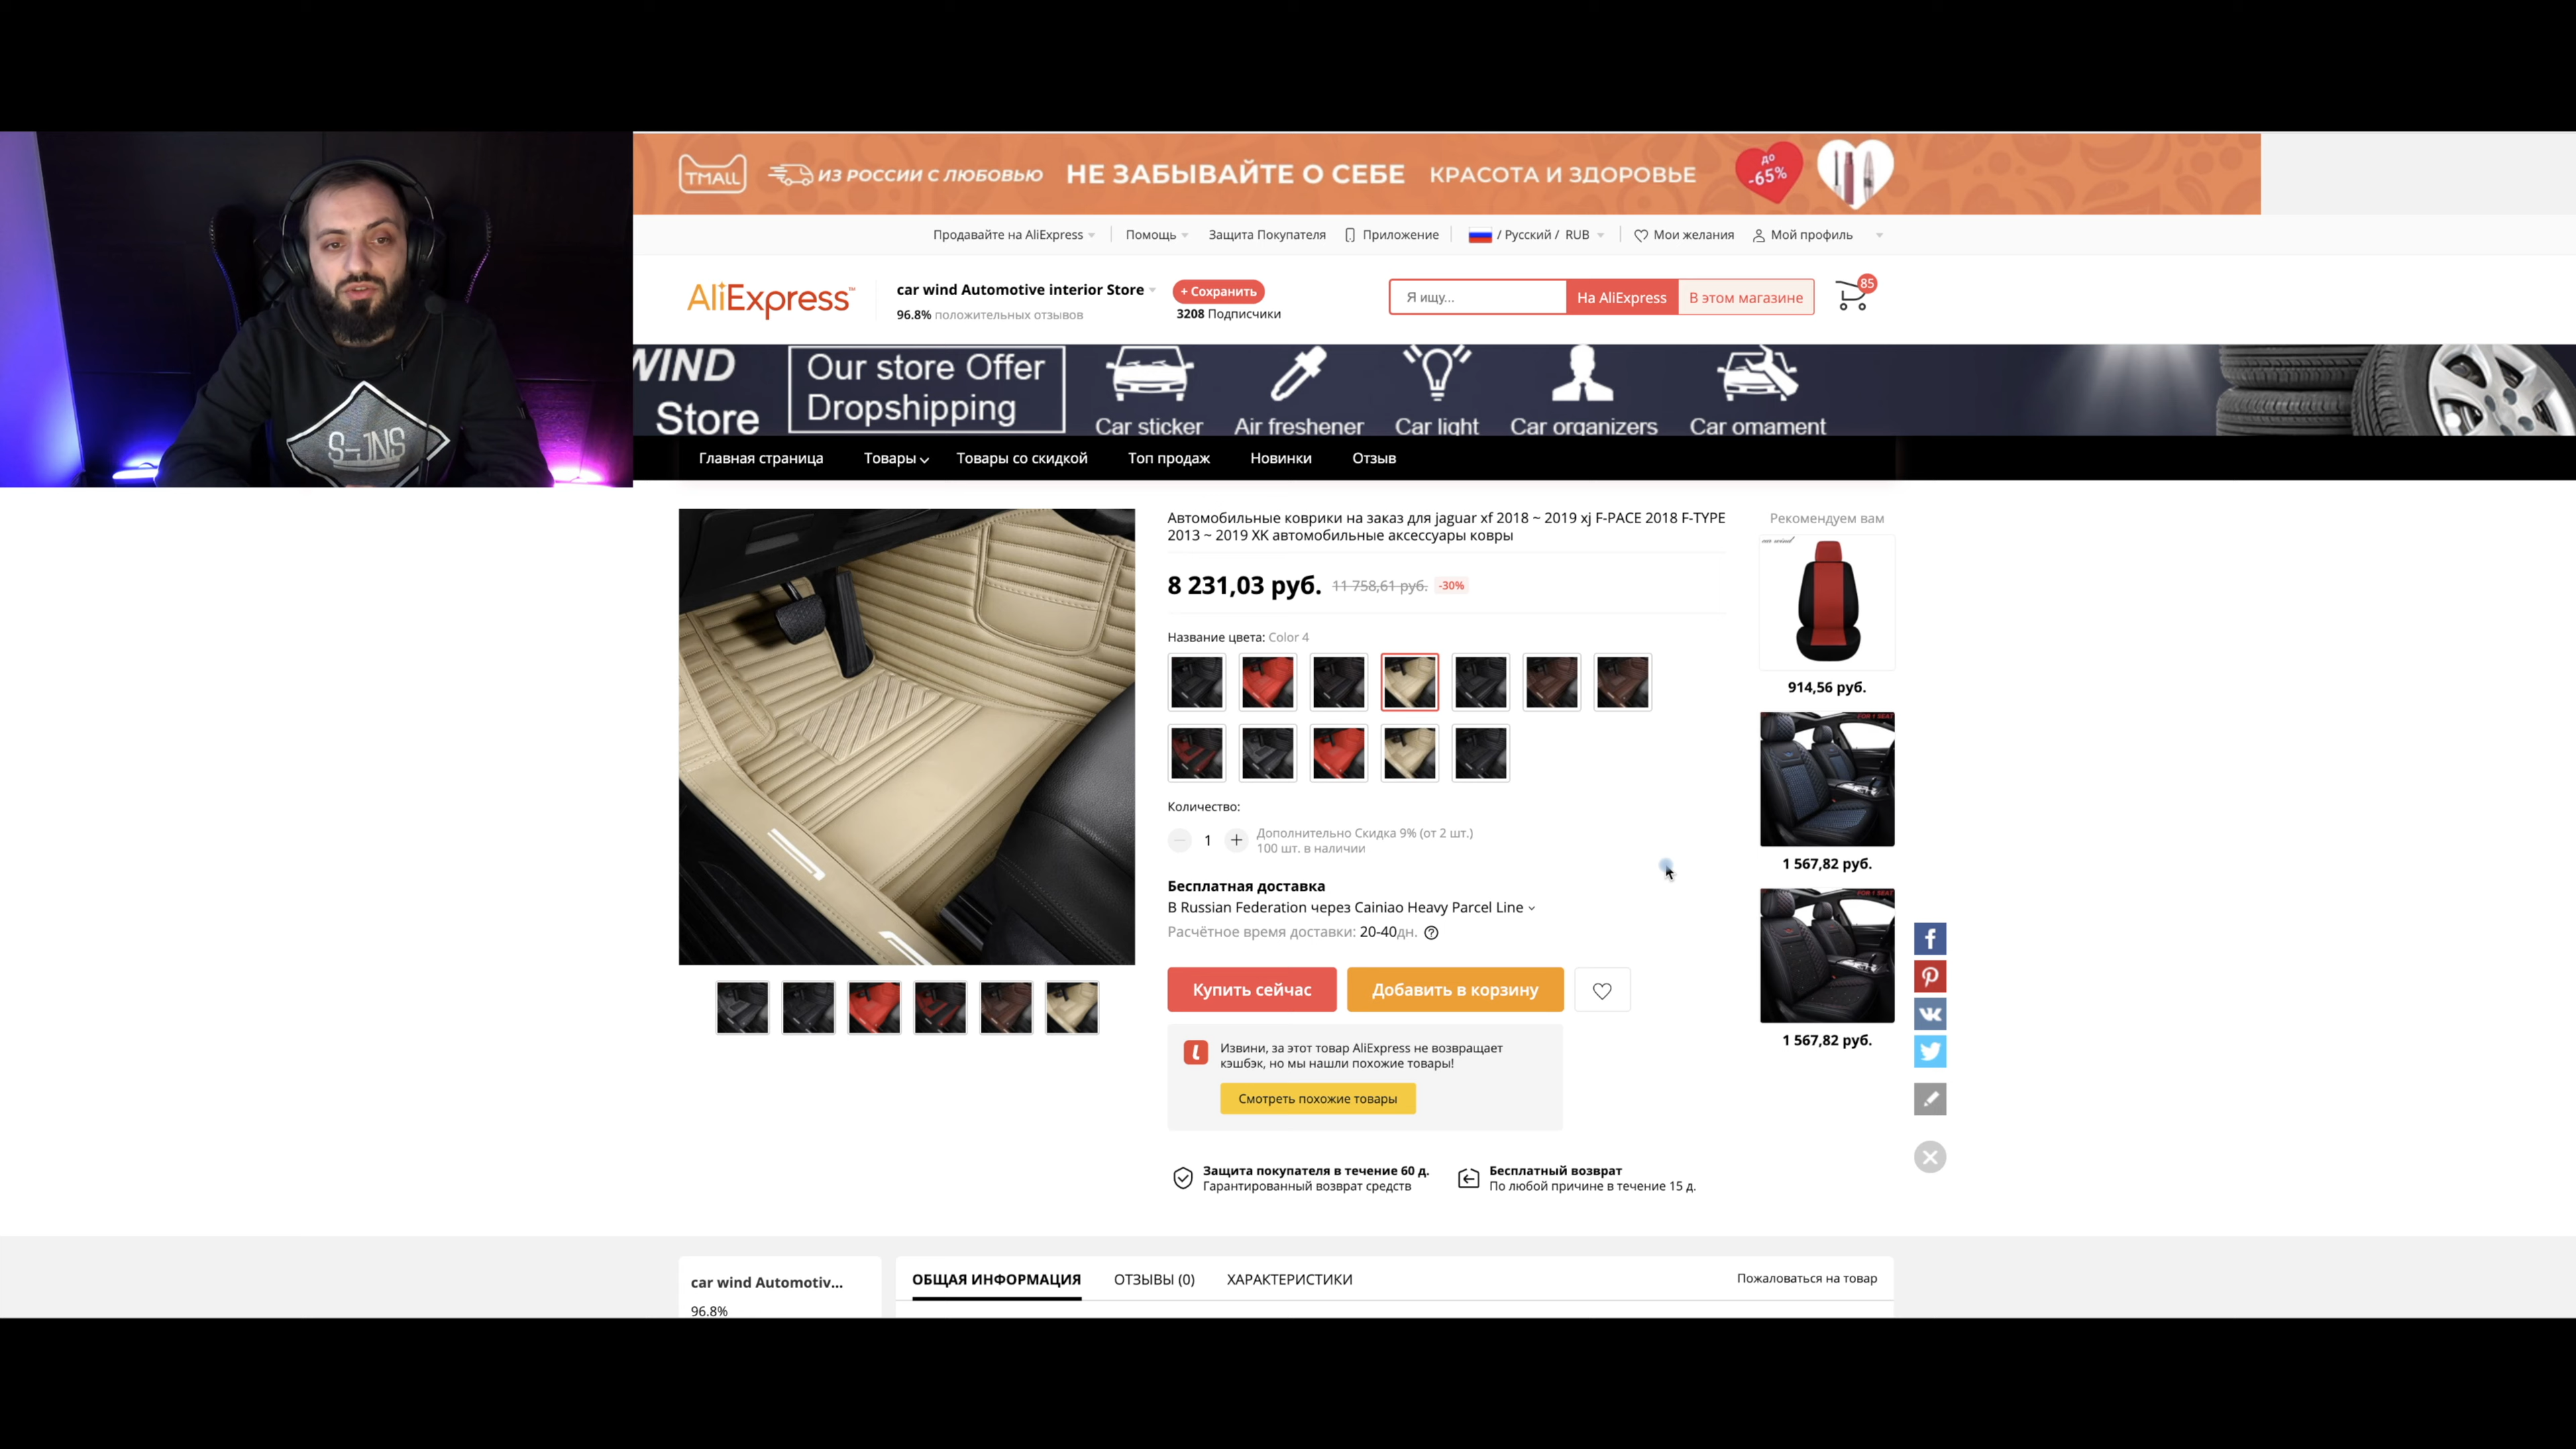 TMALL
ИЗ РОССИИ С ЛЮБОВЬЮ
НЕ ЗАБЫВАЙТЕ О СЕБЕ
КРАСОТА И ЗДОРОВЬЕ
до
-65%
Продавайте на AliExpress
Помощь
Защита Покупателя
Приложение
/ Русский / RUB
Мои желания
Мой профиль
AliExpress
car wind Automotive interior Store
96.8% положительных отзывов
+ Сохранить
3208 Подписчики
Я ищу...
На AliExpress
В этом магазине
85
S-JNS
WIND
Store
Our store Offer
Dropshipping
Car sticker
Air freshener
Car light
Car organizers
Car ornament
Главная страница
Товары
Товары со скидкой
Топ продаж
Новинки
Отзыв
Автомобильные коврики на заказ для jaguar xf 2018 ~ 2019 xj F-PACE 2018 F-TYPE
2013 ~ 2019 XK автомобильные аксессуары ковры
8 231,03 руб. 11 758,61 руб. -30%
Название цвета: Color 4
Количество:
1
Дополнительно Скидка 9% (от 2 шт.)
100 шт. в наличии
Бесплатная доставка
В Russian Federation через Cainiao Heavy Parcel Line
Расчётное время доставки: 20-40дн.
Купить сейчас
Добавить в корзину
Извини, за этот товар AliExpress не возвращает
кэшбэк, но мы нашли похожие товары!
Смотреть похожие товары
Защита покупателя в течение 60 д.
Гарантированный возврат средств
Бесплатный возврат
По любой причине в течение 15 д.
Рекомендуем вам
car wind
914,56 руб.
FOR 1 SEAT
1 567,82 руб.
FOR 1 SEAT
1 567,82 руб.
car wind Automotiv...
96.8%
ОБЩАЯ ИНФОРМАЦИЯ
ОТЗЫВЫ (0)
ХАРАКТЕРИСТИКИ
Пожаловаться на товар